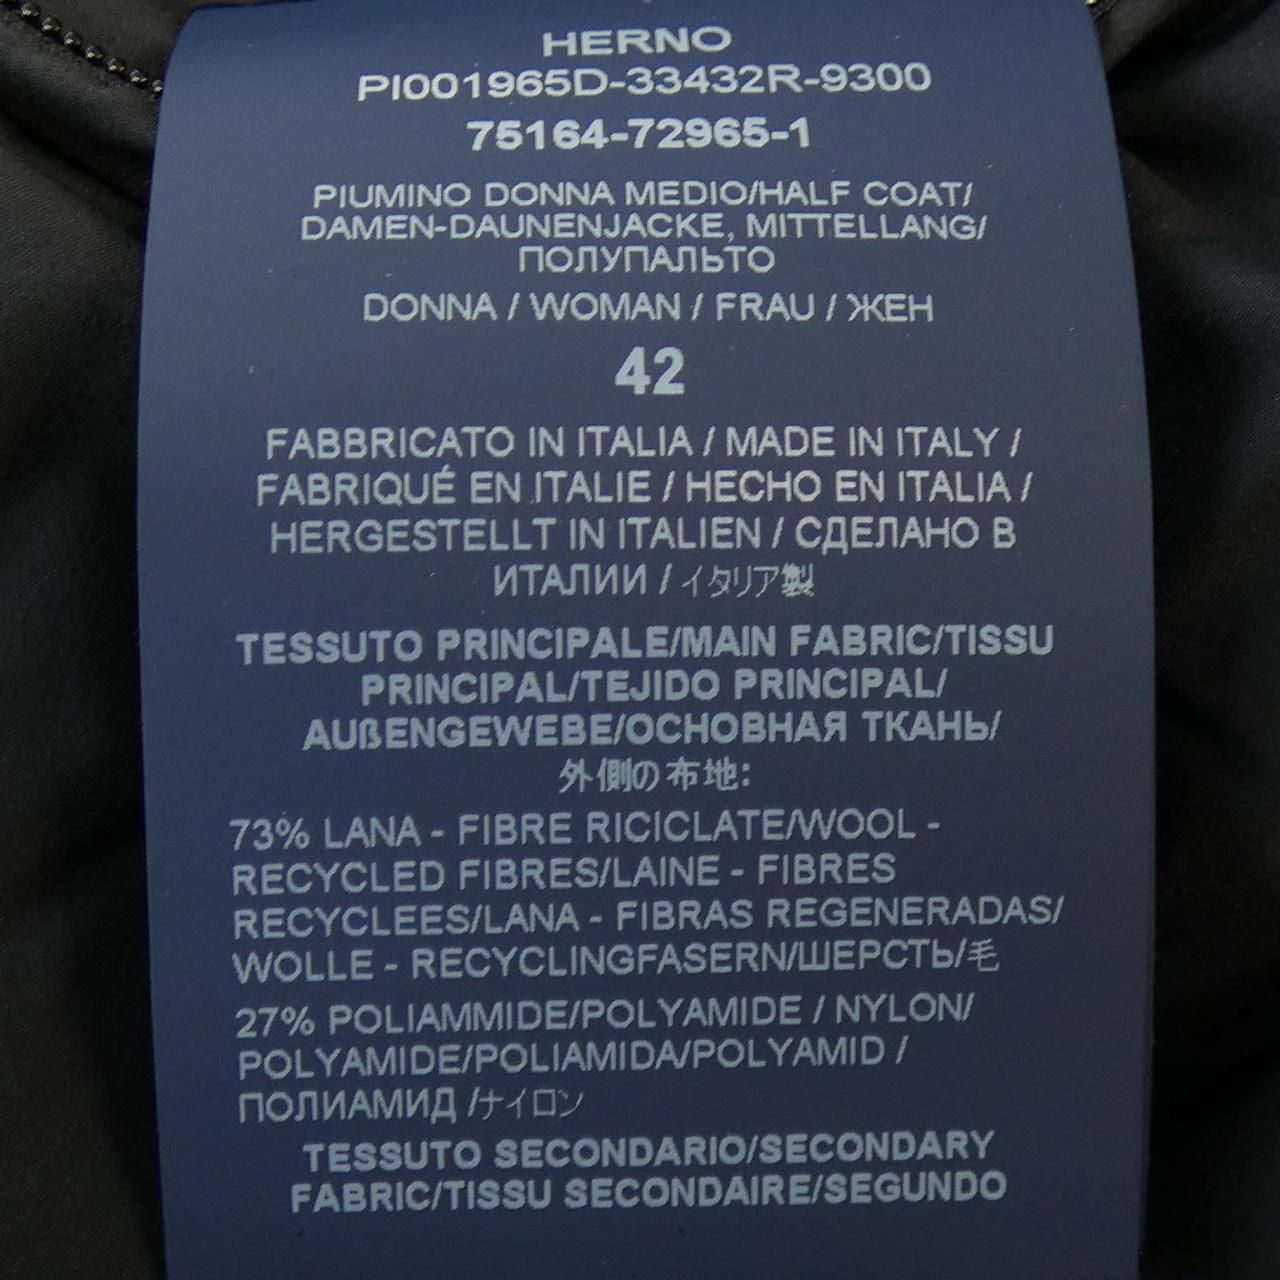 HERNO
PI001965D-33432R-9300
75164-72965-1
PIUMINO DONNA MEDIO/HALF COAT/
DAMEN-DAUNENJACKE, MITTELLANG/
ПОЛУПАЛЬТО
DONNA / WOMAN / FRAU / ЖЕН
42
FABBRICATO IN ITALIA / MADE IN ITALY /
FABRIQUÉ EN ITALIE / HECHO EN ITALIA /
HERGESTELLT IN ITALIEN / СДЕЛАНО В
ИТАЛИИ / イタリア製
TESSUTO PRINCIPALE/MAIN FABRIC/TISSU
PRINCIPAL/TEJIDO PRINCIPAL/
AUßENGEWEBE/ОСНОВНАЯ ТКАНЬ/
外側の布地:
73% LANA - FIBRE RICICLATE/WOOL -
RECYCLED FIBRES/LAINE - FIBRES
RECYCLEES/LANA - FIBRAS REGENERADAS/
WOLLE - RECYCLINGFASERN/ШЕРСТЬ/毛
27% POLIAMMIDE/POLYAMIDE / NYLON/
POLYAMIDE/POLIAMIDA/POLYAMID /
ПОЛИАМИД /ナイロン
TESSUTO SECONDARIO/SECONDARY
FABRIC/TISSU SECONDAIRE/SEGUNDO